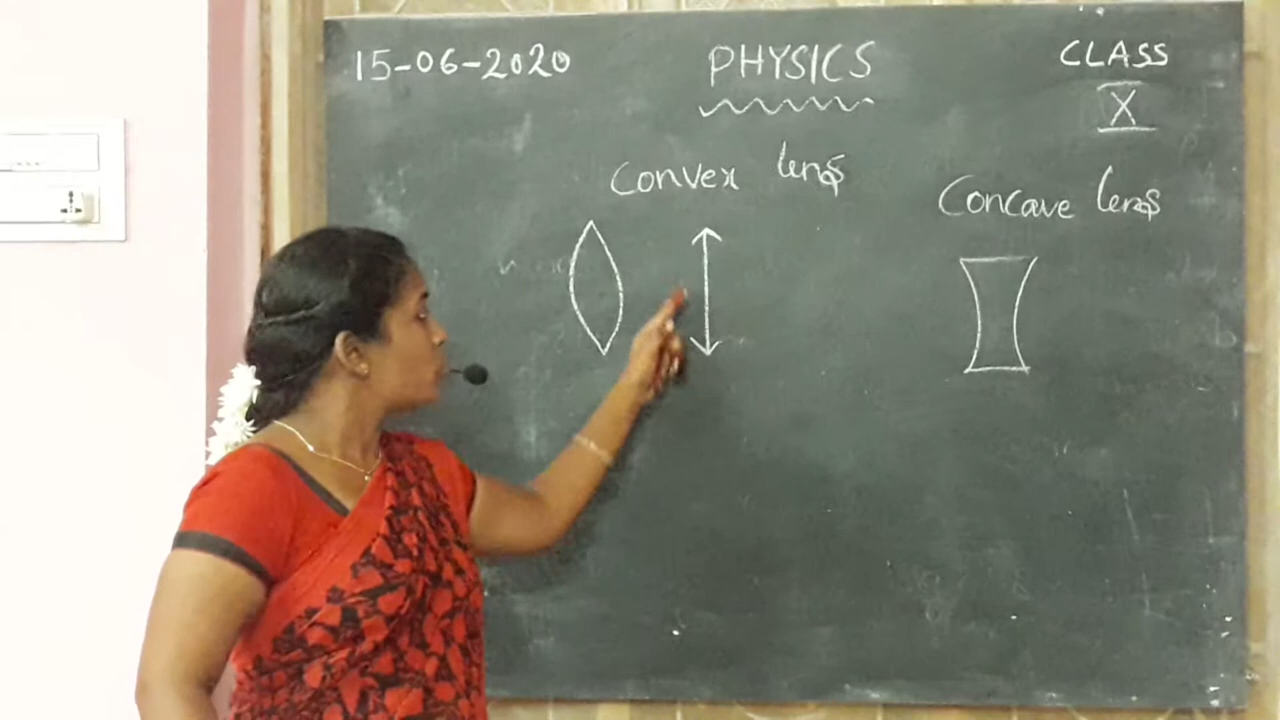 15-06-2020
PHYSICS
CLASS
X
Convex lens
Concave lens